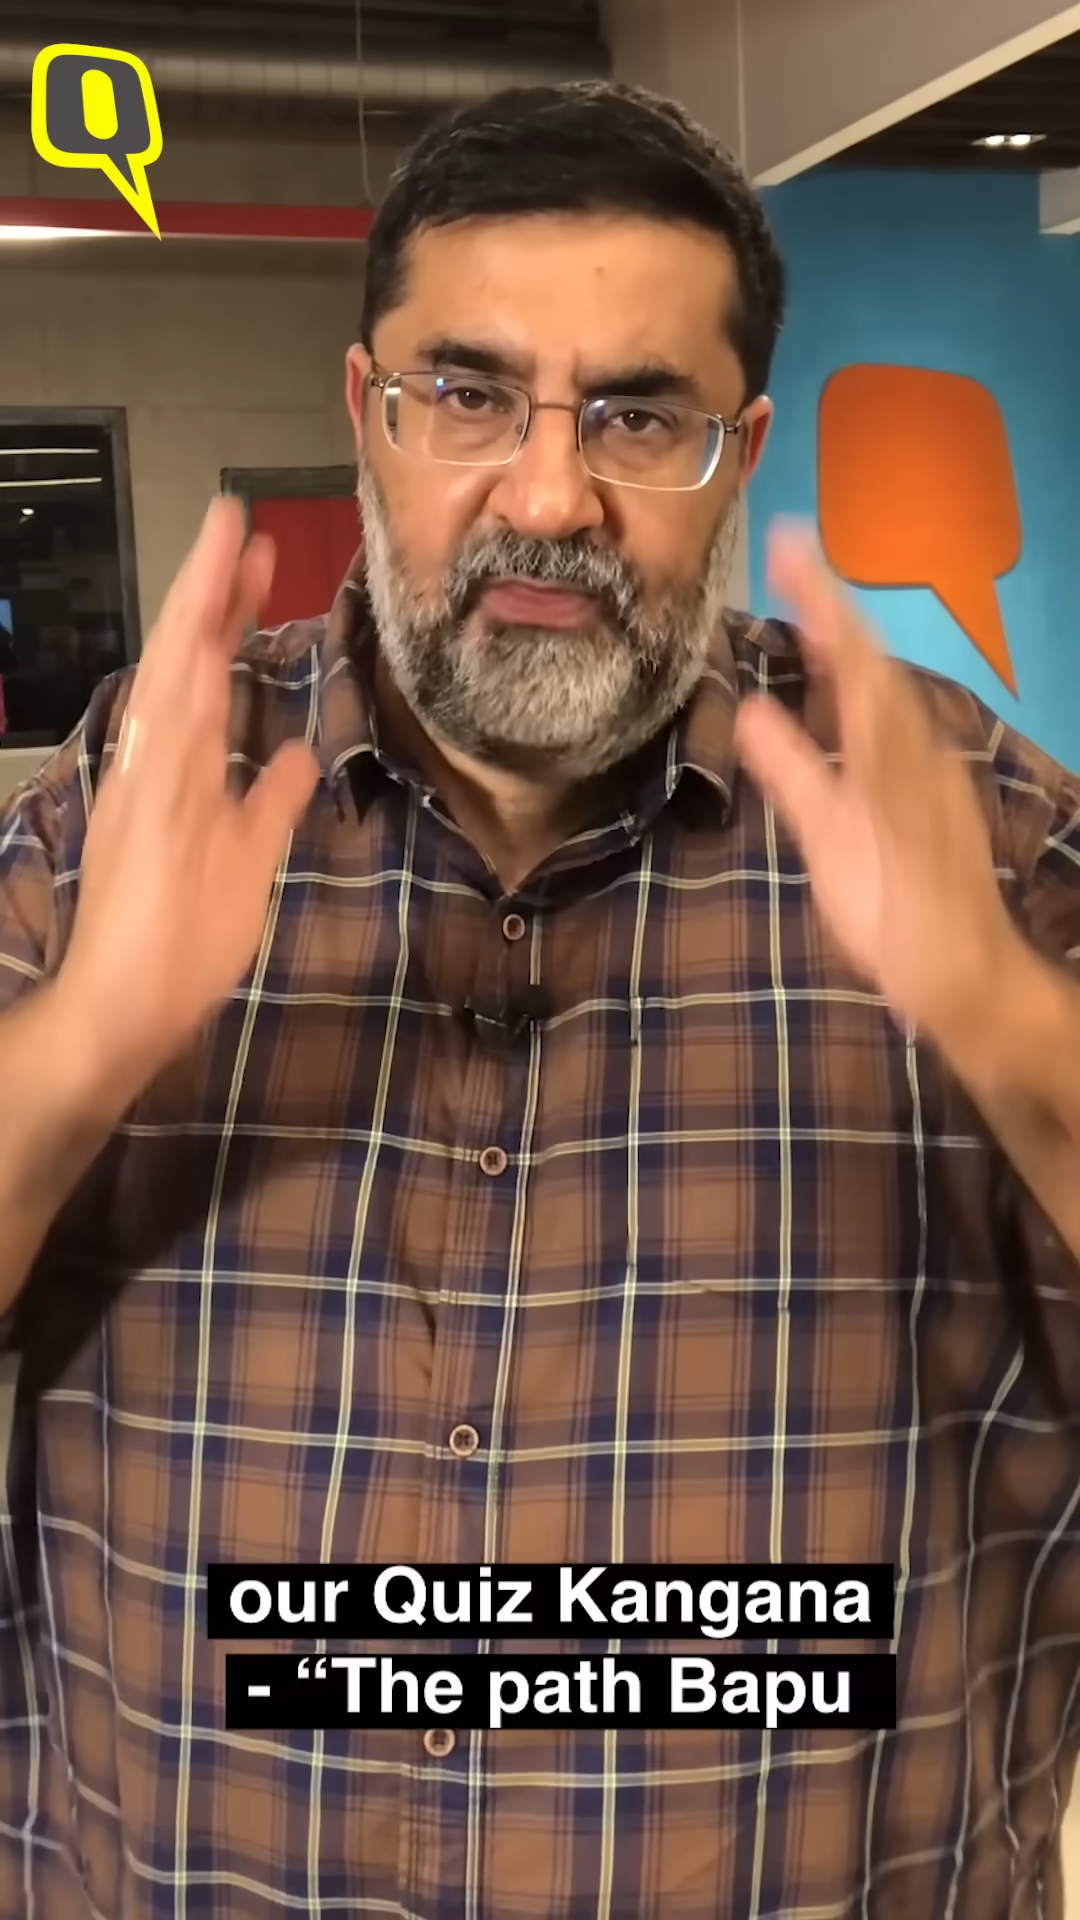 Q
our Quiz Kangana
- “The path Bapu